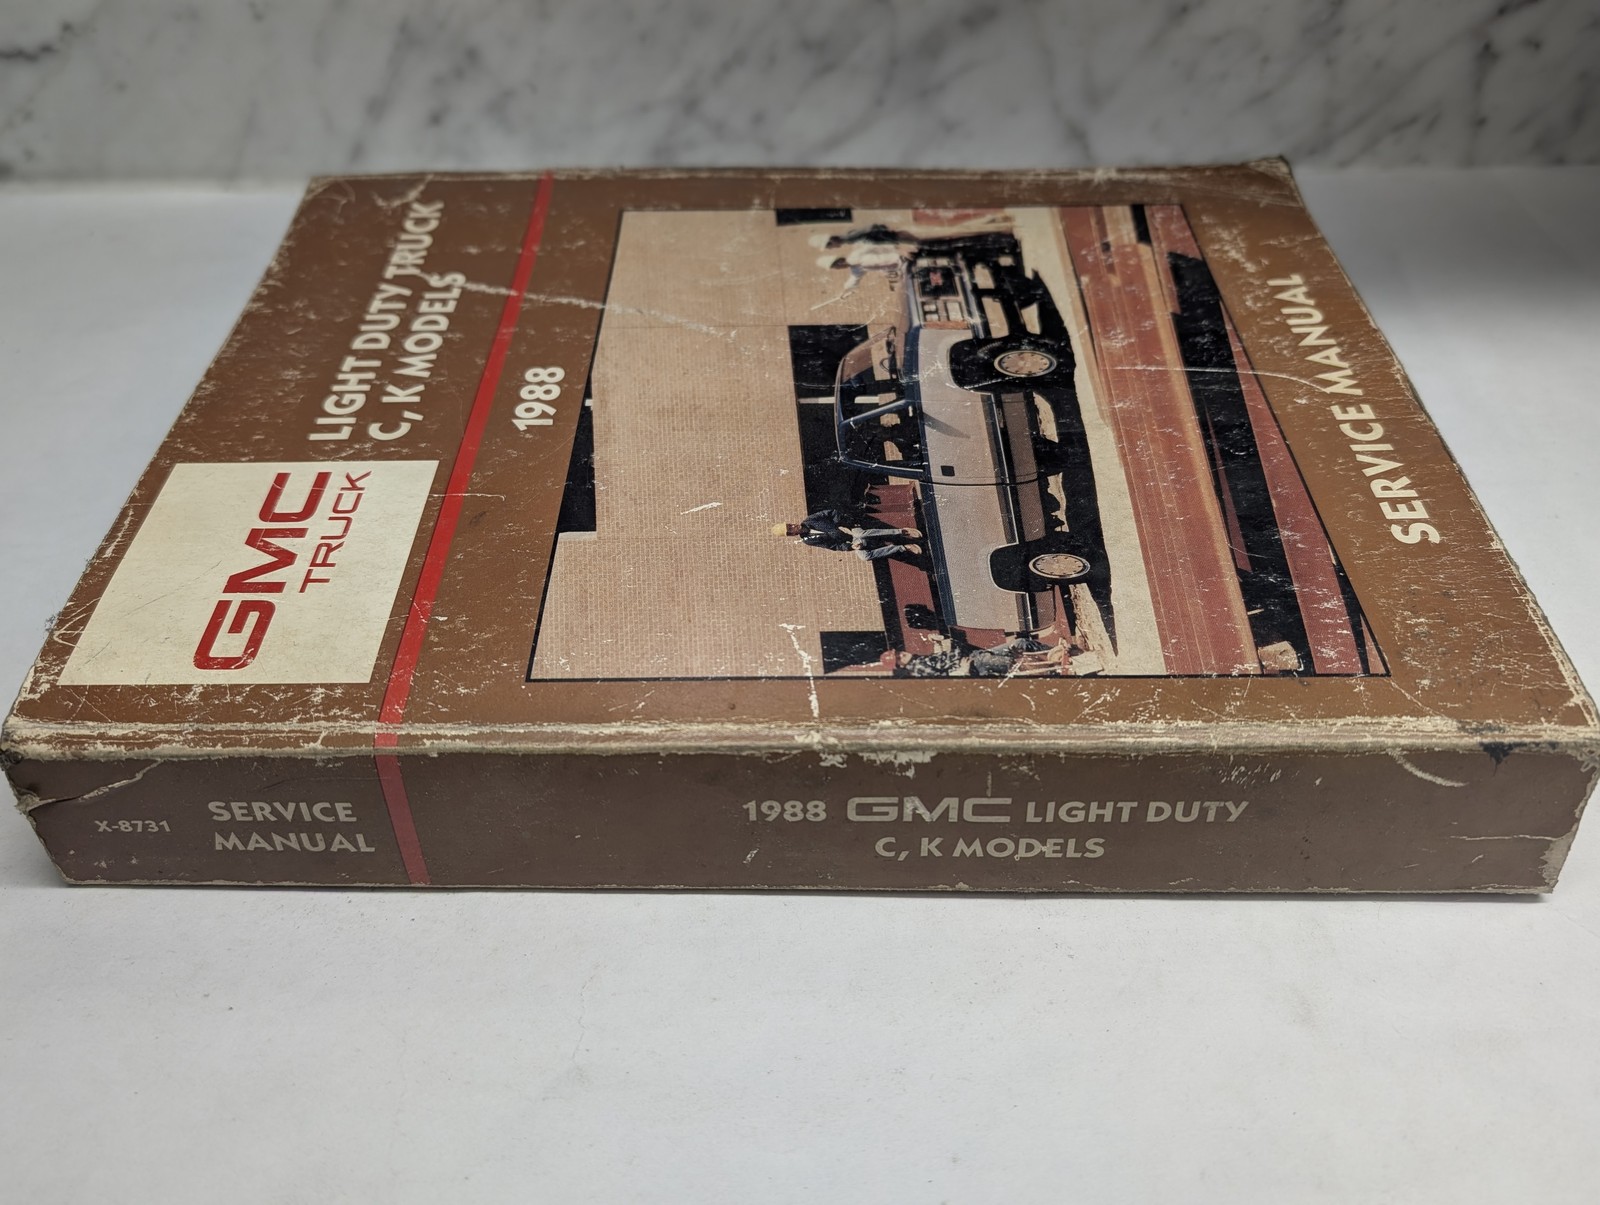 GMC
TRUCK
LIGHT DUTY TRUCK
C, K MODELS
1988
SERVICE MANUAL
X-8731
SERVICE
MANUAL
1988 GMC LIGHT DUTY
C, K MODELS